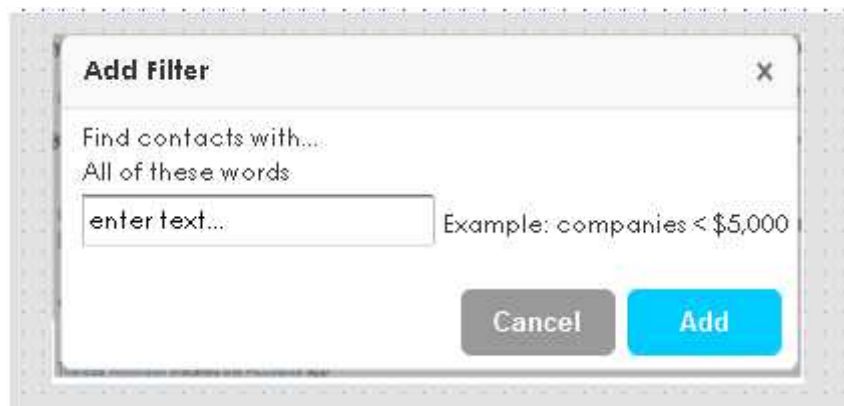 Add Filter
x
Find contacts with...
All of these words
enter text...
Example: companies < $5,000
Cancel
Add